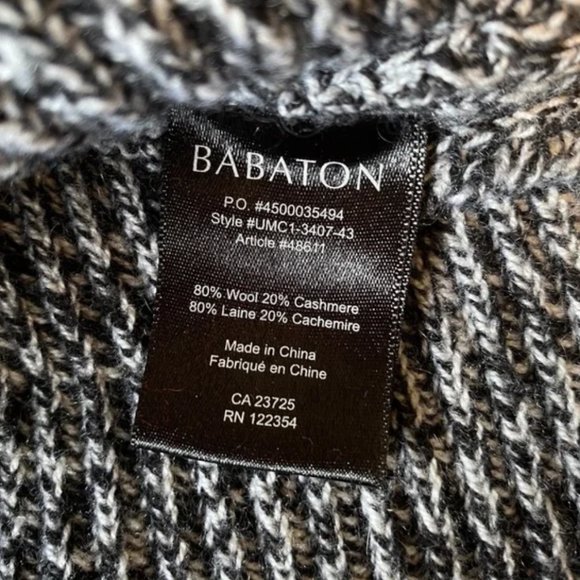 BABATON
P.O. #4500035494
Style #UMC1-3407-43
Article #48611
80% Wool 20% Cashmere
80% Laine 20% Cachemire
Made in China
Fabriqué en Chine
CA 23725
RN 122354